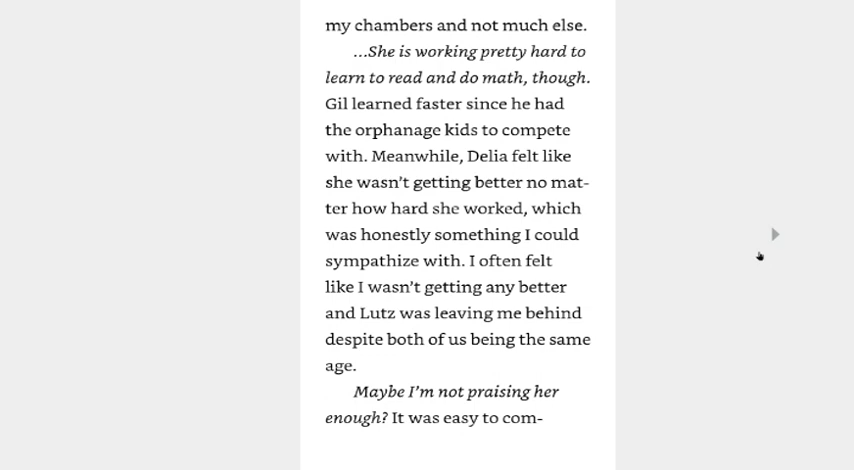 my chambers and not much else.
...She is working pretty hard to
learn to read and do math, though.
Gil learned faster since he had
the orphanage kids to compete
with. Meanwhile, Delia felt like
she wasn't getting better no mat-
ter how hard she worked, which
was honestly something I could
sympathize with. I often felt
like I wasn't getting any better
and Lutz was leaving me behind
despite both of us being the same
age.
Maybe I'm not praising her
enough? It was easy to com-